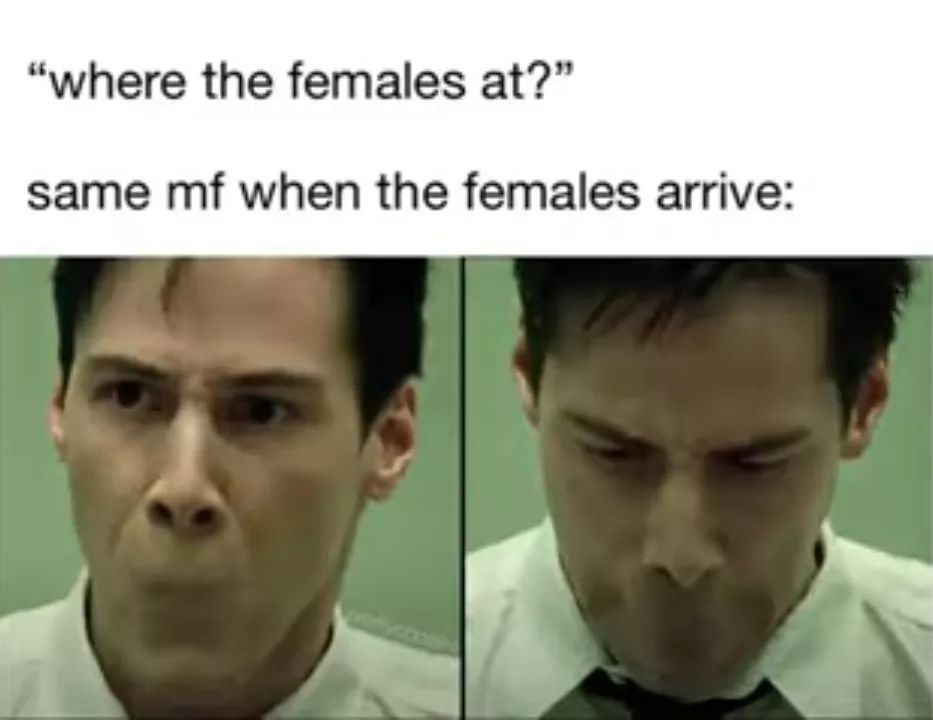 “where the females at?”
same mf when the females arrive: